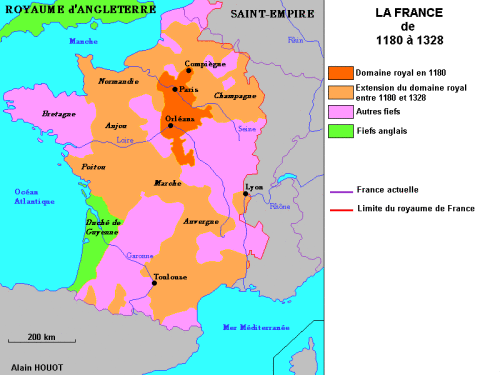 ROYAUME d'ANGLETERRE
SAINT-EMPIRE
LA FRANCE
de
1180 à 1328
Manche
Rhin
Compiègne
Normandie
Paris
Champagne
Domaine royal en 1180
Extension du domaine royal
entre 1180 et 1328
Autres fiefs
Fiefs anglais
Bretagne
Anjou
Orléans
Seine
Loire
Poitou
Marche
Lyon
Rhône
France actuelle
Limite du royaume de France
Océan
Atlantique
Duché de
Guyenne
Auvergne
Garonne
Toulouze
Mer Méditerranée
200 km
Alain HOUOT